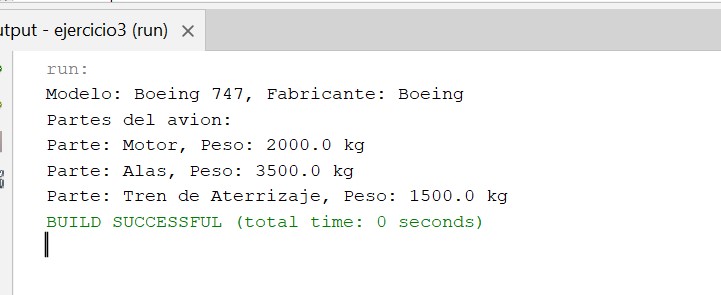 utput - ejercicio3 (run) ×
run:
Modelo: Boeing 747, Fabricante: Boeing
Partes del avion:
Parte: Motor, Peso: 2000.0 kg
Parte: Alas, Peso: 3500.0 kg
Parte: Tren de Aterrizaje, Peso: 1500.0 kg
BUILD SUCCESSFUL (total time: 0 seconds)